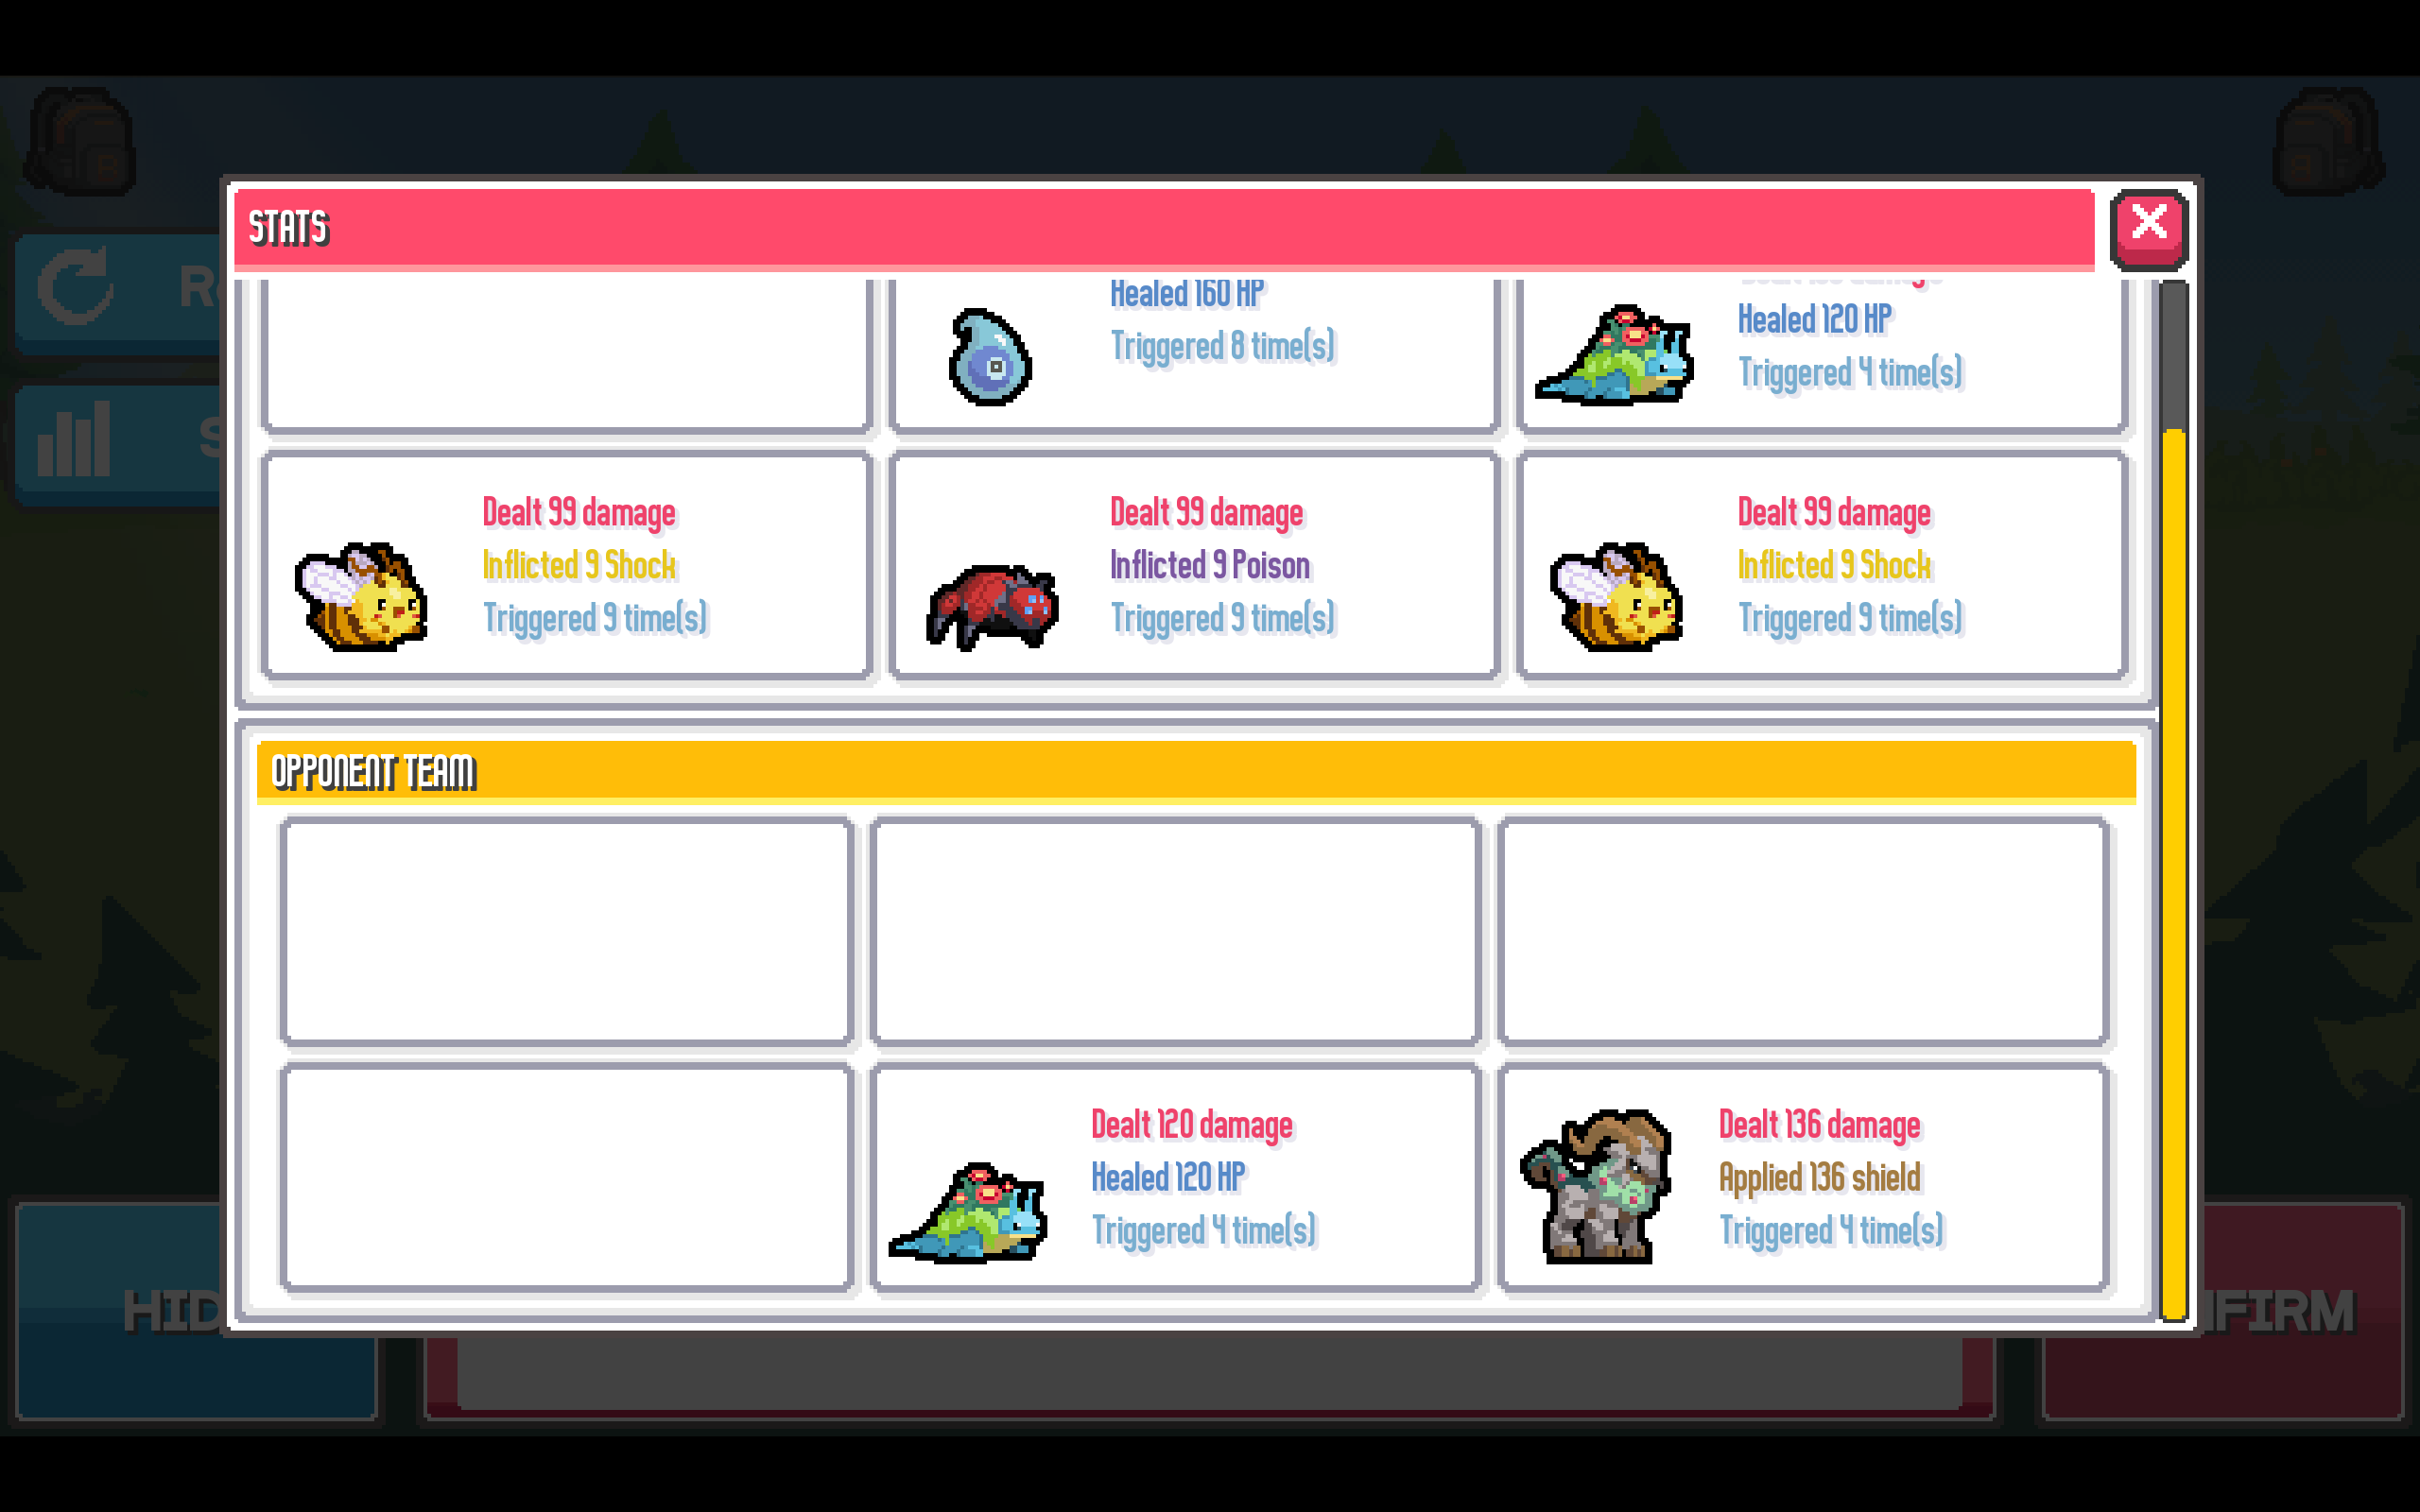 STATS
Healed 160 HP
Triggered 8 time(s)
Healed 120 HP
Triggered 4 time(s)
Dealt 99 damage
Inflicted 9 Shock
Triggered 9 time(s)
Dealt 99 damage
Inflicted 9 Poison
Triggered 9 time(s)
Dealt 99 damage
Inflicted 9 Shock
Triggered 9 time(s)
OPPONENT TEAM
Dealt 120 damage
Healed 120 HP
Triggered 4 time(s)
Dealt 136 damage
Applied 136 shield
Triggered 4 time(s)